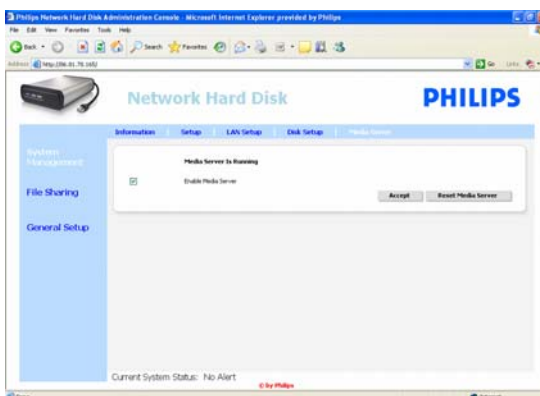 Philips Network Hard Disk Administration Console - Microsoft Internet Explorer provided by Philips
File Edit View Favorites Tools Help
Back Search Favorites
Address Go Links
Network Hard Disk
PHILIPS
Information | Setup | LAN Setup | Disk Setup | Media Server
System Management
Media Server Is Running
Enable Media Server
File Sharing
Accept Reset Media Server
General Setup
Current System Status: No Alert
© by Philips